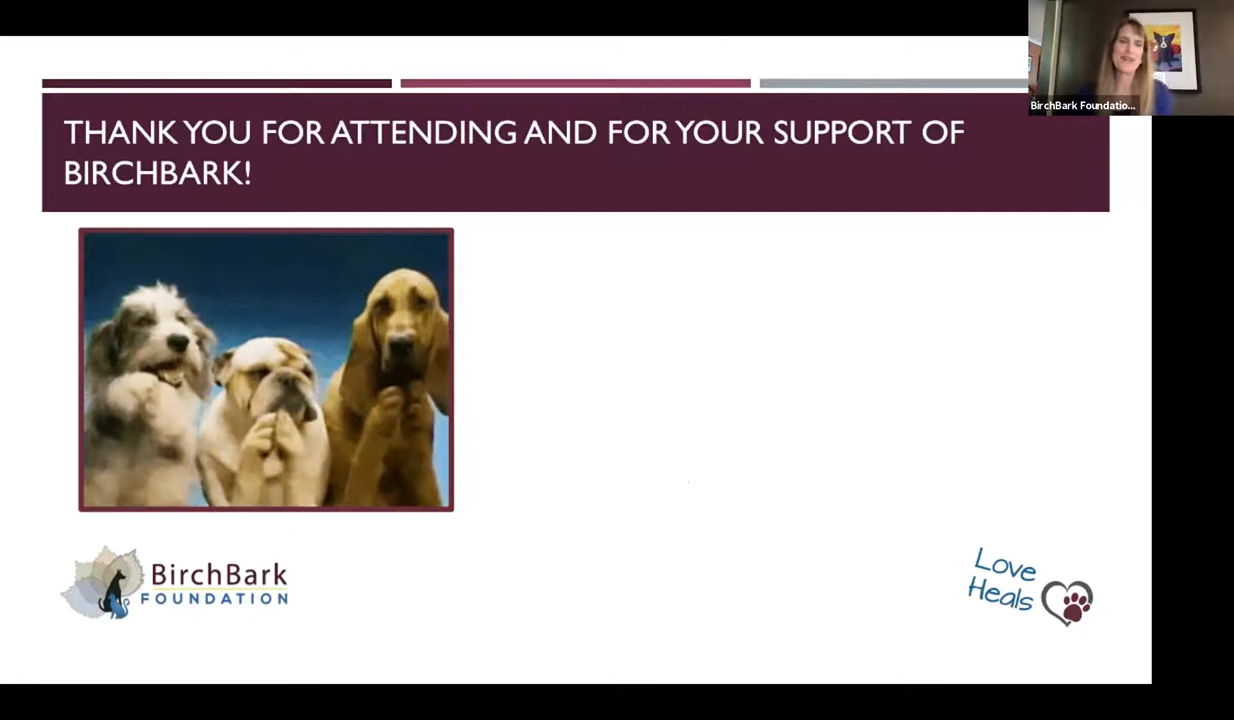 BirchBark Foundatio...
THANK YOU FOR ATTENDING AND FOR YOUR SUPPORT OF
BIRCHBARK!
BirchBark
FOUNDATION
Love
Heals